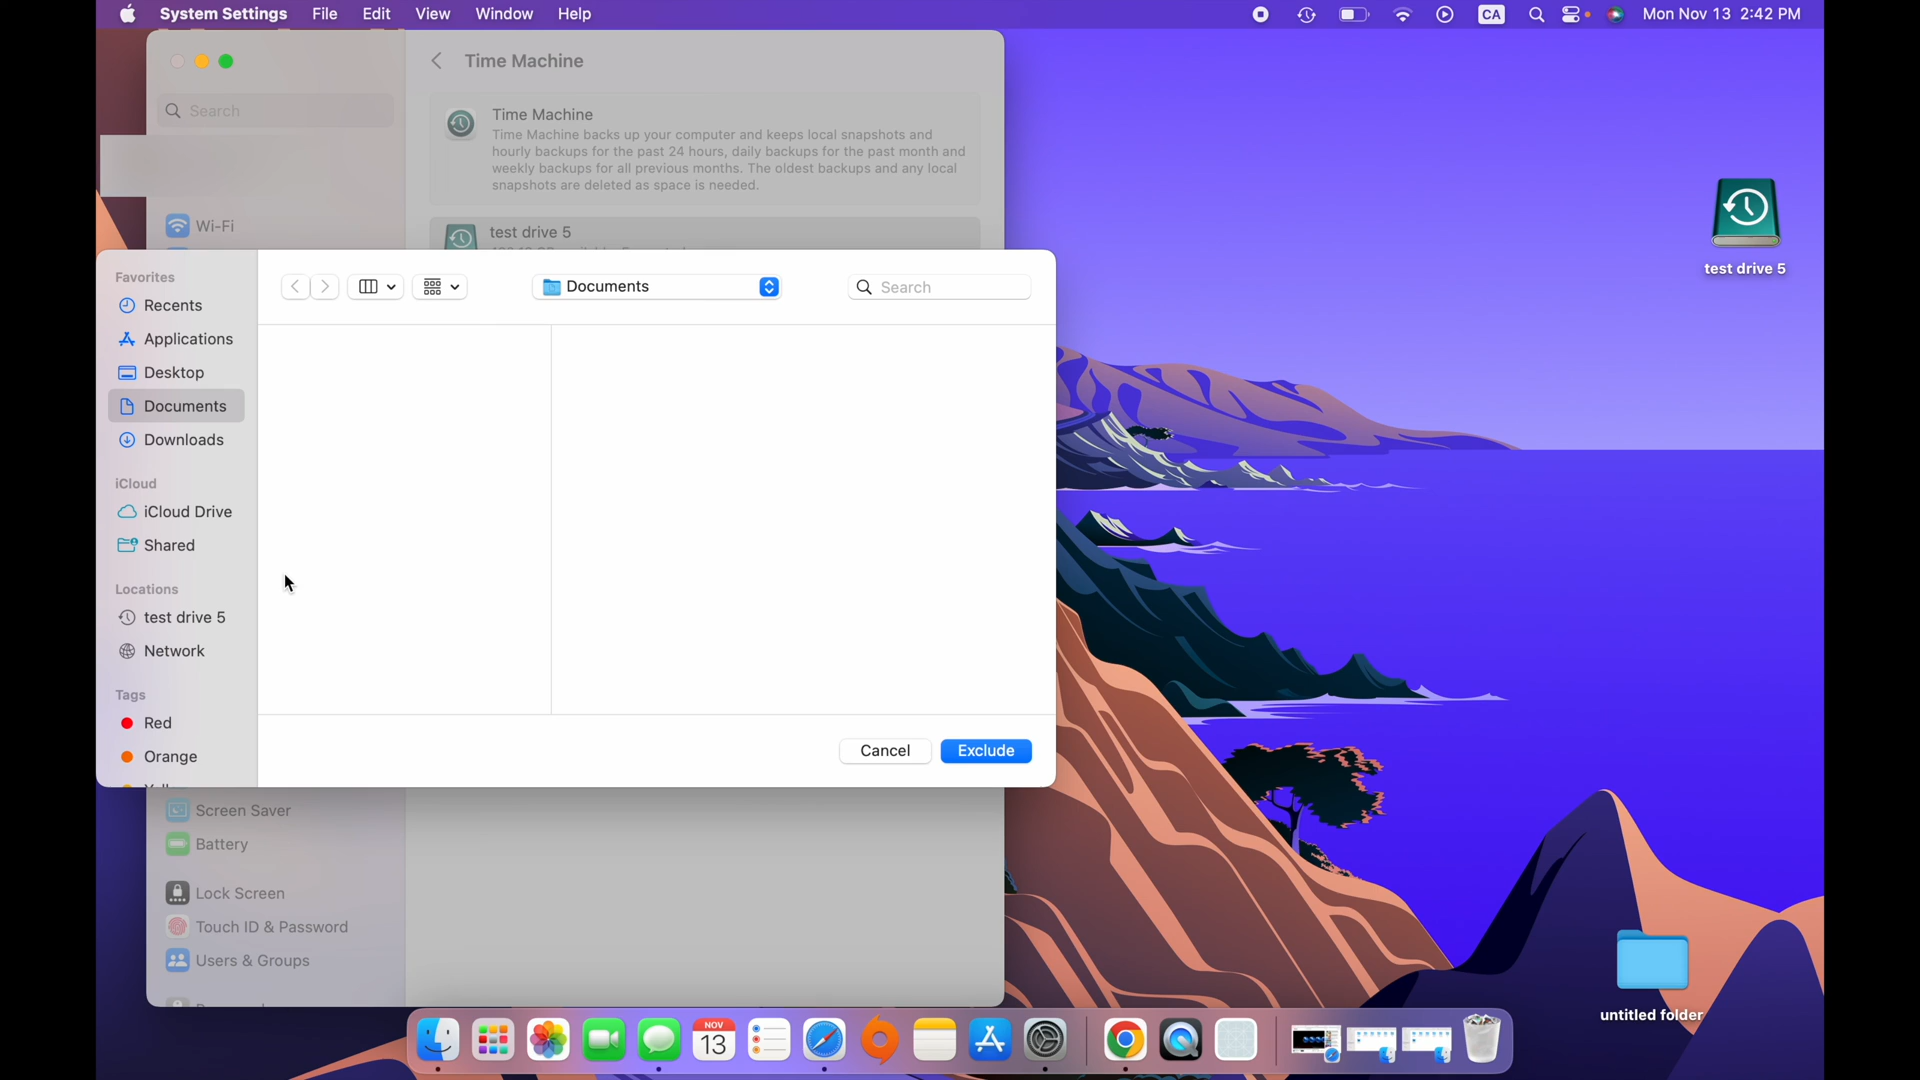 System Settings File Edit View Window Help
CA
Mon Nov 13 2:42 PM
Search
Wi-Fi
Time Machine
Time Machine
Time Machine backs up your computer and keeps local snapshots and
hourly backups for the past 24 hours, daily backups for the past month and
weekly backups for all previous months. The oldest backups and any local
snapshots are deleted as space is needed.
test drive 5
Favorites
Recents
Applications
Desktop
Documents
Downloads
iCloud
iCloud Drive
Shared
Locations
test drive 5
Network
Tags
Red
Orange
Documents
Search
Cancel
Exclude
Screen Saver
Battery
Lock Screen
Touch ID & Password
Users & Groups
test drive 5
untitled folder
NOV
13